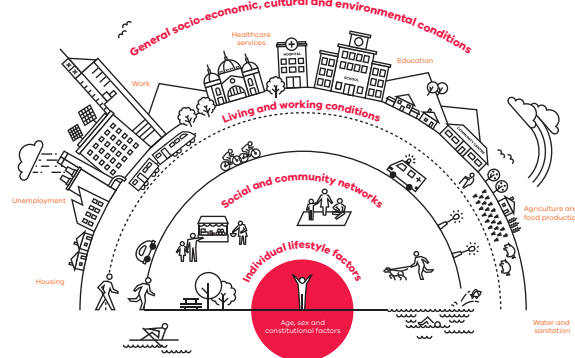 General socio-economic, cultural and environmental conditions
Healthcare
services
Education
Work
HOSPITAL
SCHOOL
Living and working conditions
Unemployment
Social and community networks
Agriculture and
food production
Individual lifestyle factors
Housing
Age, sex and
constitutional factors
Water and
sanitation